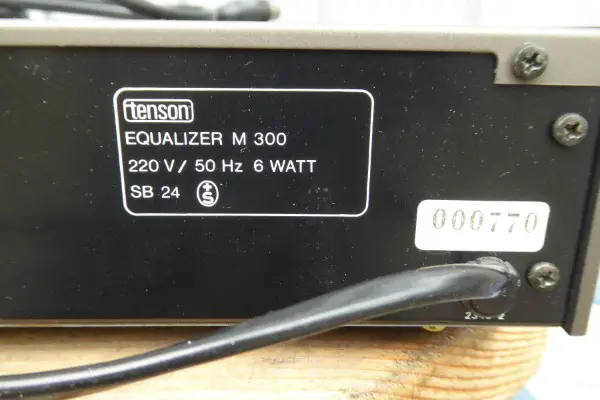 tenson
EQUALIZER M 300
220 V/ 50 Hz 6 WATT
SB 24 +S
000770